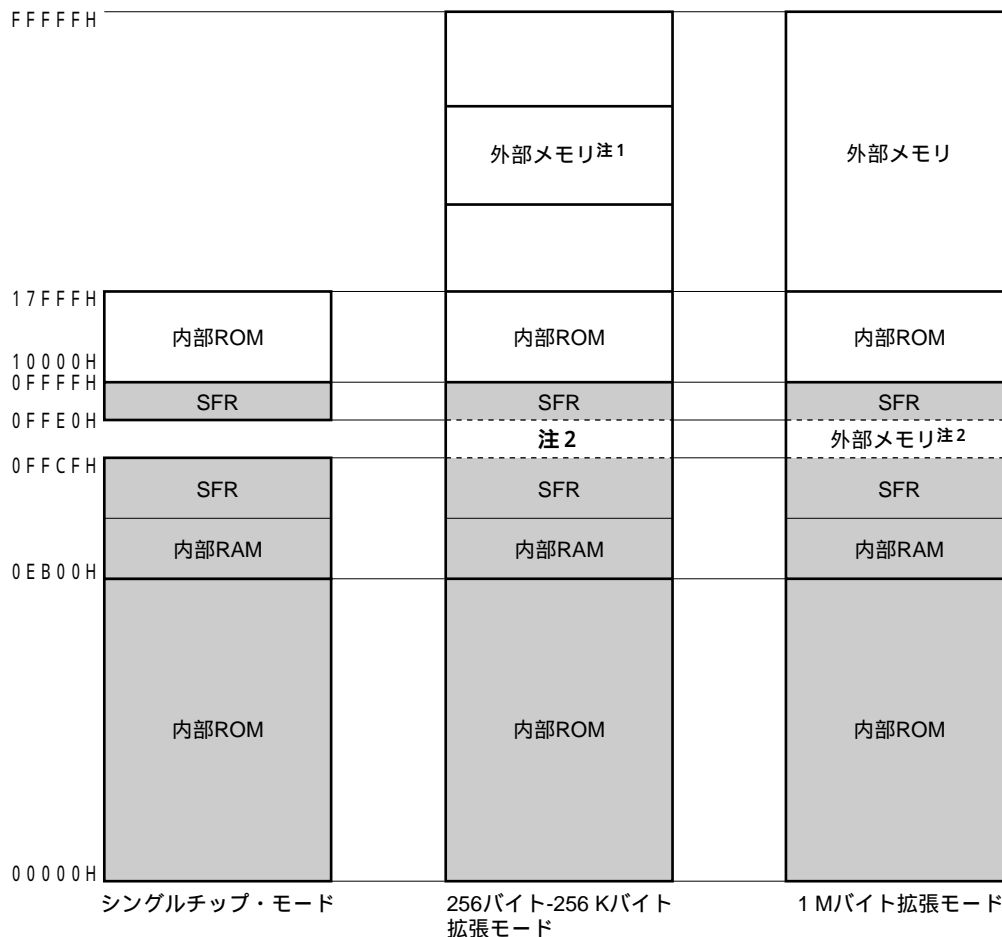 FFFFFH
外部メモリ注1
外部メモリ
17FFFH
内部ROM
内部ROM
内部ROM
10000H
0FFFFH
SFR
SFR
SFR
0FFE0H
注2
外部メモリ注2
0FFCFH
SFR
SFR
SFR
内部RAM
内部RAM
内部RAM
0EB00H
内部ROM
内部ROM
内部ROM
00000H
シングルチップ・モード
256バイト-256 Kバイト
拡張モード
1 Mバイト拡張モード